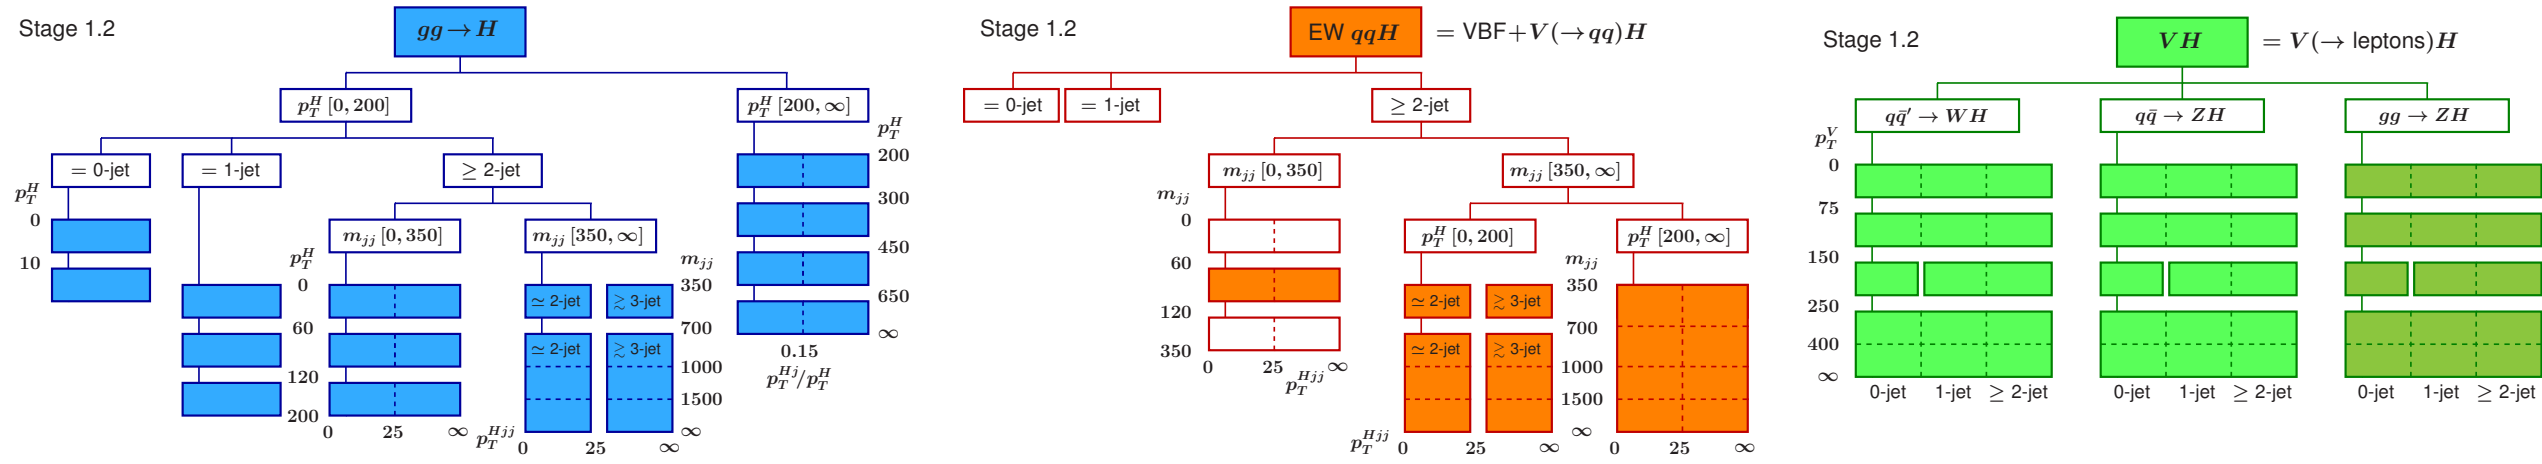 Stage 1.2
gg → H
p_T^H [0, 200]
p_T^H [200, ∞]
= 0-jet
= 1-jet
≥ 2-jet
p_T^H
0
10
m_jj [0, 350]
m_jj [350, ∞]
p_T^H
0
60
120
200
0
25
∞
≃ 2-jet
≳ 3-jet
≃ 2-jet
≳ 3-jet
m_jj
350
700
1000
1500
∞
p_T^Hjj
0
25
∞
p_T^H
200
300
450
650
∞
0.15
p_T^Hj/p_T^H
Stage 1.2
EW qqH
= VBF+V(→qq)H
= 0-jet
= 1-jet
≥ 2-jet
m_jj [0, 350]
m_jj [350, ∞]
m_jj
0
60
120
350
0
25
∞
p_T^Hjj
p_T^H [0, 200]
p_T^H [200, ∞]
≃ 2-jet
≳ 3-jet
≃ 2-jet
≳ 3-jet
p_T^Hjj
0
25
∞
m_jj
350
700
1000
1500
∞
0
25
∞
Stage 1.2
VH
= V(→ leptons)H
qq̄′ → WH
qq̄ → ZH
gg → ZH
p_T^V
0
75
150
250
400
∞
0-jet
1-jet
≥ 2-jet
0-jet
1-jet
≥ 2-jet
0-jet
1-jet
≥ 2-jet